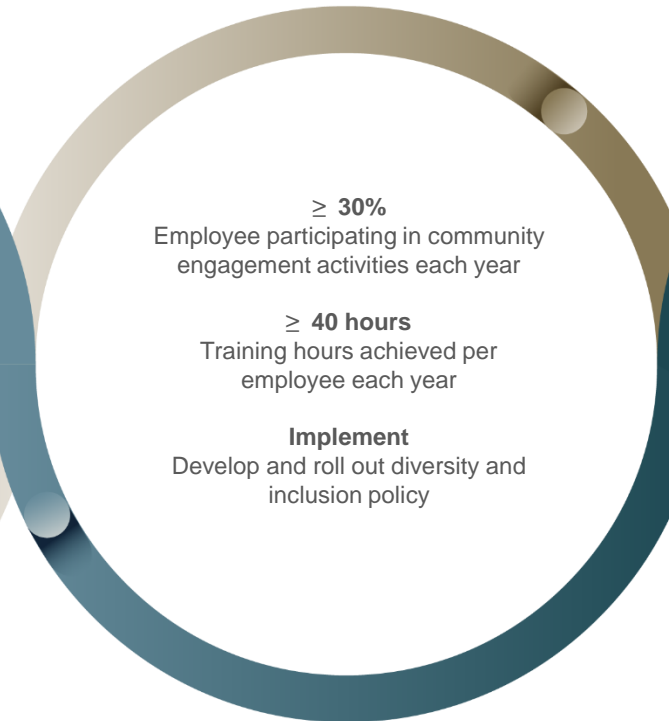 ≥ 30%
Employee participating in community
engagement activities each year
≥ 40 hours
Training hours achieved per
employee each year
Implement
Develop and roll out diversity and
inclusion policy